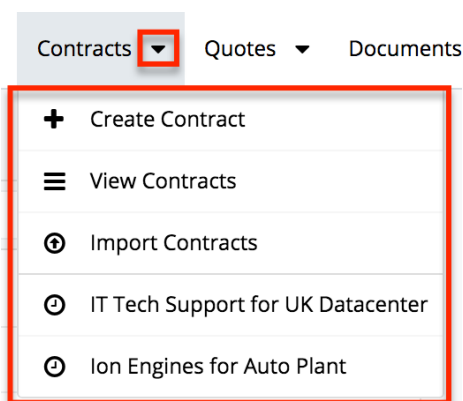 Contracts Quotes Documents
Create Contract
View Contracts
Import Contracts
IT Tech Support for UK Datacenter
Ion Engines for Auto Plant